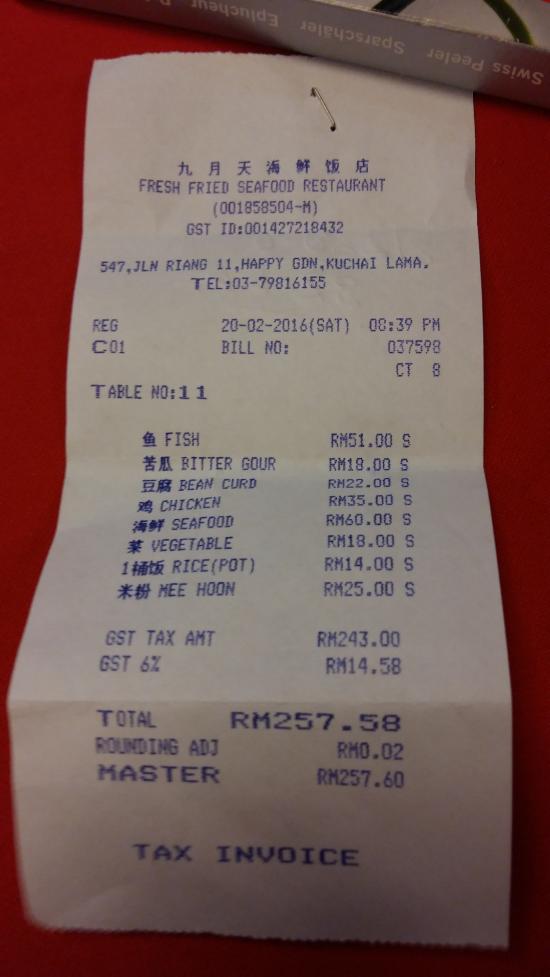 Swiss Peeler Sparschäler Eplucheur
九月天海鲜饭店
FRESH FRIED SEAFOOD RESTAURANT
(001858504-M)
GST ID:001427218432
547,JLN RIANG 11,HAPPY GDN,KUCHAI LAMA.
TEL:03-79816155
REG 20-02-2016(SAT) 08:39 PM
C01 BILL NO: 037598
CT 8
TABLE NO:11
鱼 FISH RM51.00 S
苦瓜 BITTER GOUR RM18.00 S
豆腐 BEAN CURD RM22.00 S
鸡 CHICKEN RM35.00 S
海鲜 SEAFOOD RM60.00 S
菜 VEGETABLE RM18.00 S
1桶饭 RICE(POT) RM14.00 S
米粉 MEE HOON RM25.00 S
GST TAX AMT RM243.00
GST 6% RM14.58
TOTAL RM257.58
ROUNDING ADJ RM0.02
MASTER RM257.60
TAX INVOICE